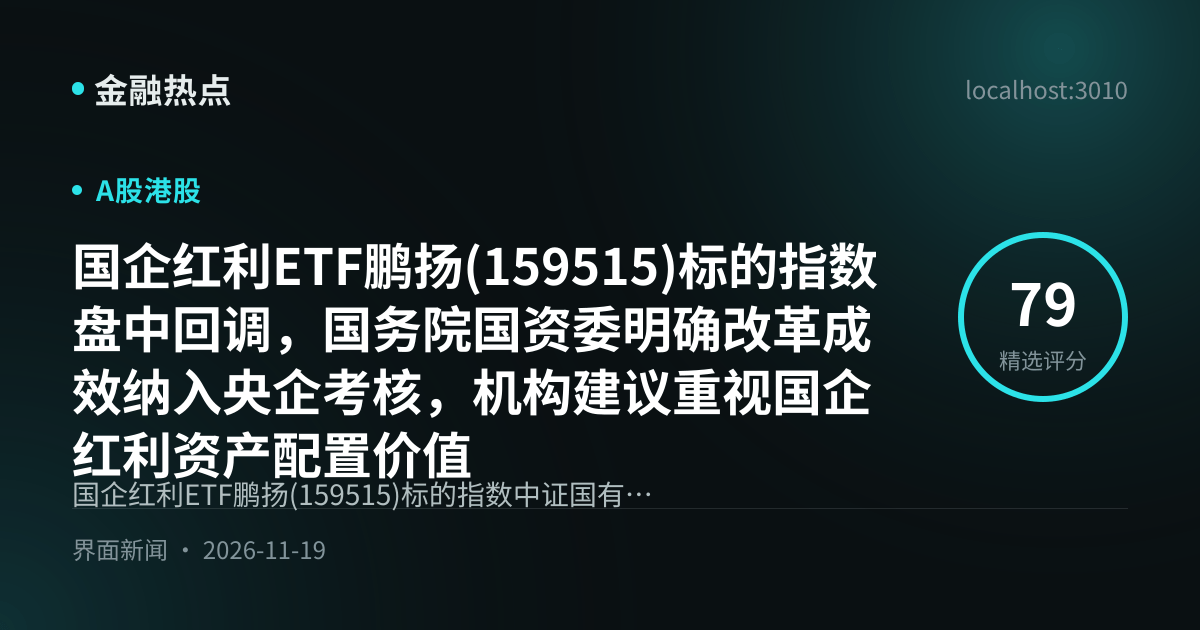 金融热点
localhost:3010
A股港股
国企红利ETF鹏扬(159515)标的指数
盘中回调，国务院国资委明确改革成
效纳入央企考核，机构建议重视国企
红利资产配置价值
79
精选评分
国企红利ETF鹏扬(159515)标的指数中证国有…
界面新闻 • 2026-11-19